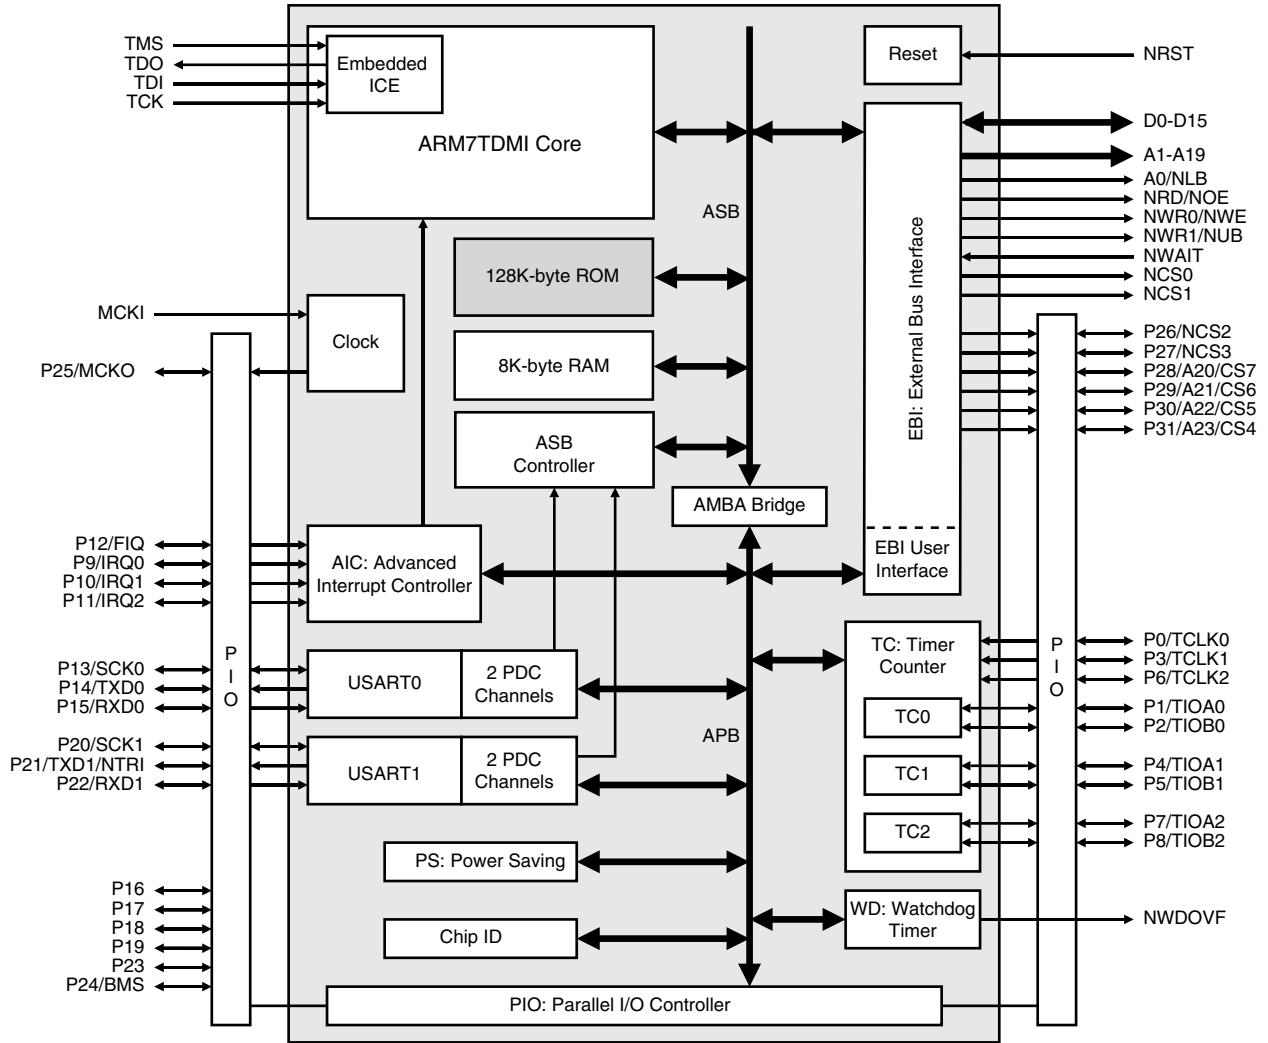 TMS
TDO
TDI
TCK
Embedded
ICE
ARM7TDMI Core
Reset
NRST
D0-D15
A1-A19
A0/NLB
NRD/NOE
NWR0/NWE
NWR1/NUB
NWAIT
NCS0
NCS1
ASB
EBI: External Bus Interface
128K-byte ROM
MCKI
Clock
P25/MCKO
8K-byte RAM
ASB
Controller
P26/NCS2
P27/NCS3
P28/A20/CS7
P29/A21/CS6
P30/A22/CS5
P31/A23/CS4
AMBA Bridge
P12/FIQ
P9/IRQ0
P10/IRQ1
P11/IRQ2
AIC: Advanced
Interrupt Controller
EBI User
Interface
P
I
O
P13/SCK0
P14/TXD0
P15/RXD0
USART0
2 PDC
Channels
P20/SCK1
P21/TXD1/NTRI
P22/RXD1
USART1
2 PDC
Channels
APB
TC: Timer
Counter
TC0
TC1
TC2
P
I
O
P0/TCLK0
P3/TCLK1
P6/TCLK2
P1/TIOA0
P2/TIOB0
P4/TIOA1
P5/TIOB1
P7/TIOA2
P8/TIOB2
PS: Power Saving
P16
P17
P18
P19
P23
P24/BMS
Chip ID
WD: Watchdog
Timer
NWDOVF
PIO: Parallel I/O Controller